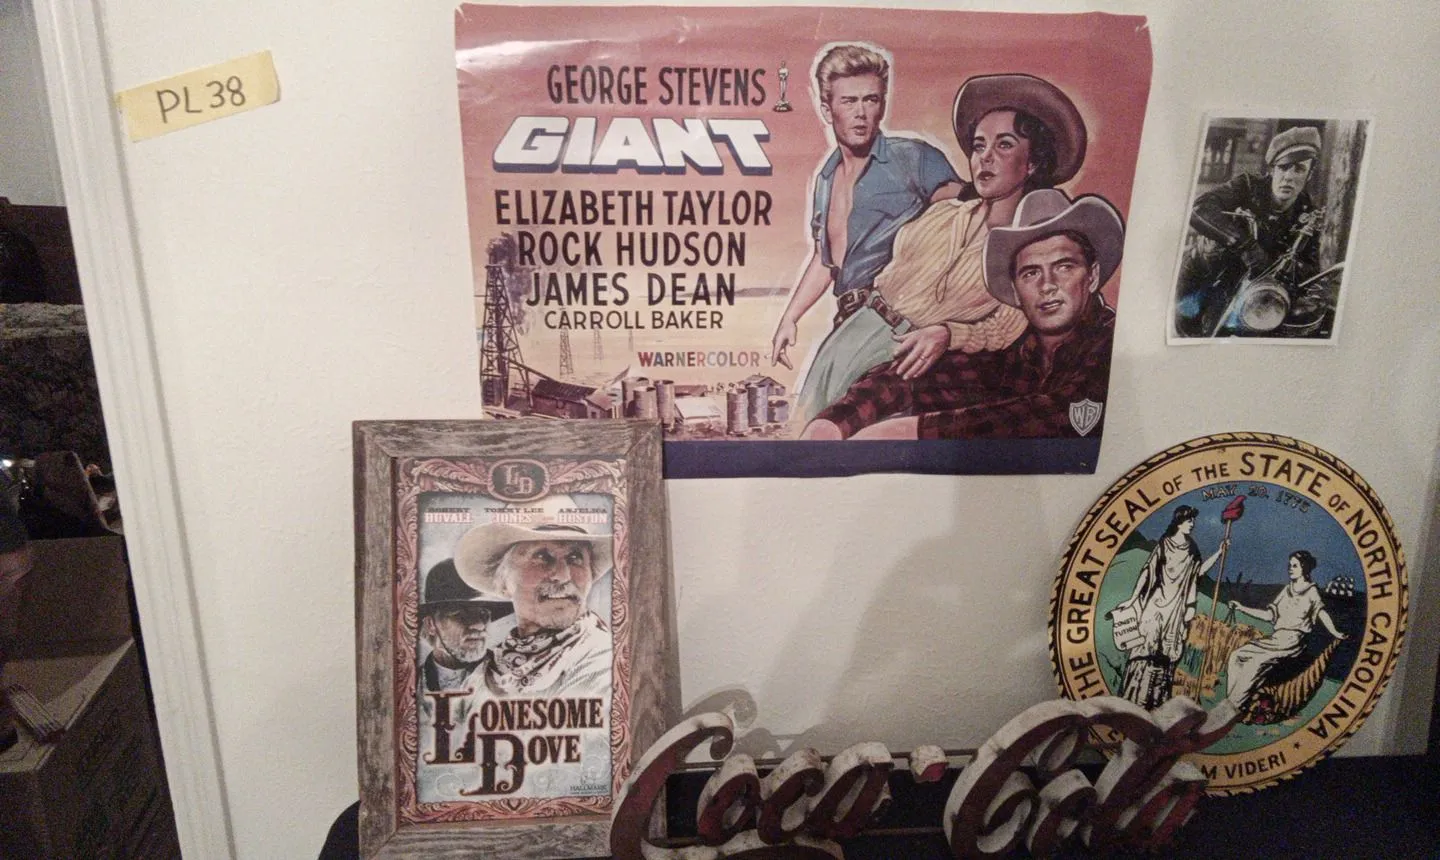 PL38
GEORGE STEVENS
GIANT
ELIZABETH TAYLOR
ROCK HUDSON
JAMES DEAN
CARROLL BAKER
WARNERCOLOR
WB
LD
ROBERT DUVALL
TOMMY LEE JONES
ANJELICA HUSTON
LONESOME
DOVE
HALLMARK
THE GREAT SEAL OF THE STATE OF NORTH CAROLINA
MAY 20, 1775
CONSTI
TUTION
M VIDERI
Coca-Cola